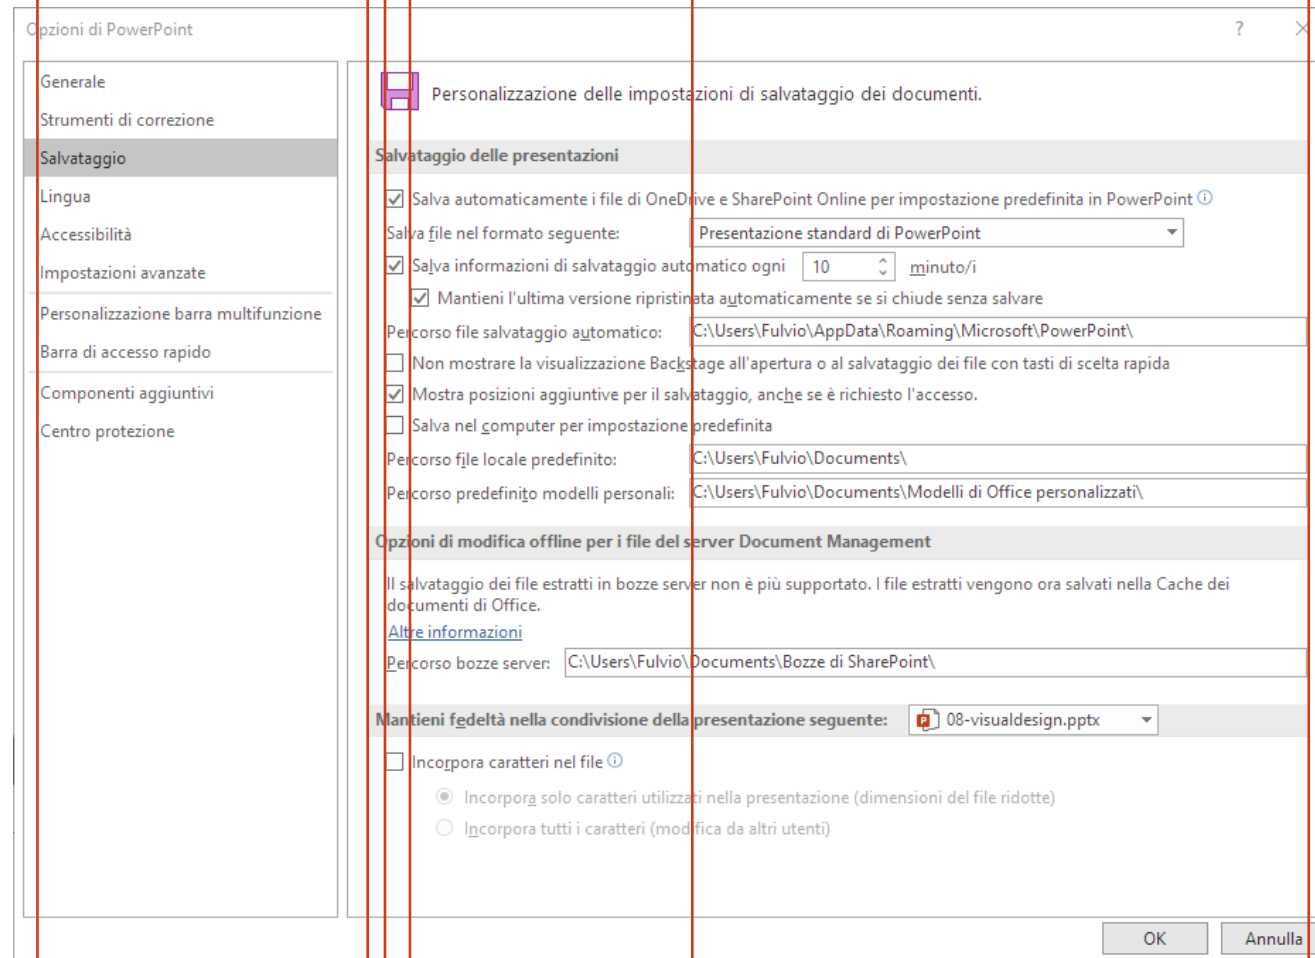 Opzioni di PowerPoint
?
Generale
Strumenti di correzione
Salvataggio
Lingua
Accessibilità
Impostazioni avanzate
Personalizzazione barra multifunzione
Barra di accesso rapido
Componenti aggiuntivi
Centro protezione
Personalizzazione delle impostazioni di salvataggio dei documenti.
Salvataggio delle presentazioni
Salva automaticamente i file di OneDrive e SharePoint Online per impostazione predefinita in PowerPoint
Salva file nel formato seguente: Presentazione standard di PowerPoint
Salva informazioni di salvataggio automatico ogni 10 minuto/i
Mantieni l'ultima versione ripristinata automaticamente se si chiude senza salvare
Percorso file salvataggio automatico: C:\Users\Fulvio\AppData\Roaming\Microsoft\PowerPoint\
Non mostrare la visualizzazione Backstage all'apertura o al salvataggio dei file con tasti di scelta rapida
Mostra posizioni aggiuntive per il salvataggio, anche se è richiesto l'accesso.
Salva nel computer per impostazione predefinita
Percorso file locale predefinito: C:\Users\Fulvio\Documents\
Percorso predefinito modelli personali: C:\Users\Fulvio\Documents\Modelli di Office personalizzati\
Opzioni di modifica offline per i file del server Document Management
Il salvataggio dei file estratti in bozze server non è più supportato. I file estratti vengono ora salvati nella Cache dei
documenti di Office.
Altre informazioni
Percorso bozze server: C:\Users\Fulvio\Documents\Bozze di SharePoint\
Mantieni fedeltà nella condivisione della presentazione seguente: 08-visualdesign.pptx
Incorpora caratteri nel file
Incorpora solo caratteri utilizzati nella presentazione (dimensioni del file ridotte)
Incorpora tutti i caratteri (modifica da altri utenti)
OK Annulla